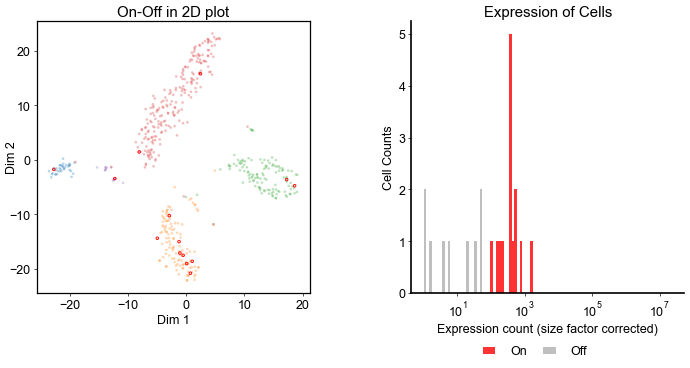 On-Off in 2D plot
Dim 2
20
10
0
−10
−20
−20 −10 0 10 20
Dim 1
Expression of Cells
Cell Counts
5
4
3
2
1
0
10^1 10^3 10^5 10^7
Expression count (size factor corrected)
On Off